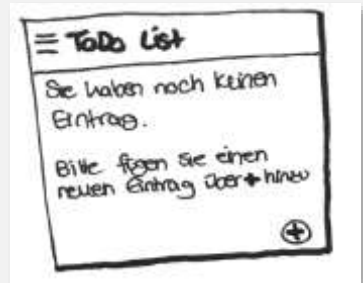 ToDo List
Sie haben noch keinen
Eintrag.
Bitte fügen Sie einen
neuen Eintrag über + hinzu